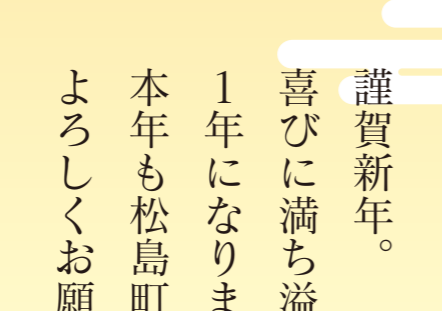 謹賀新年。
喜びに満ち溢
１年になりま
本年も松島町
よろしくお願